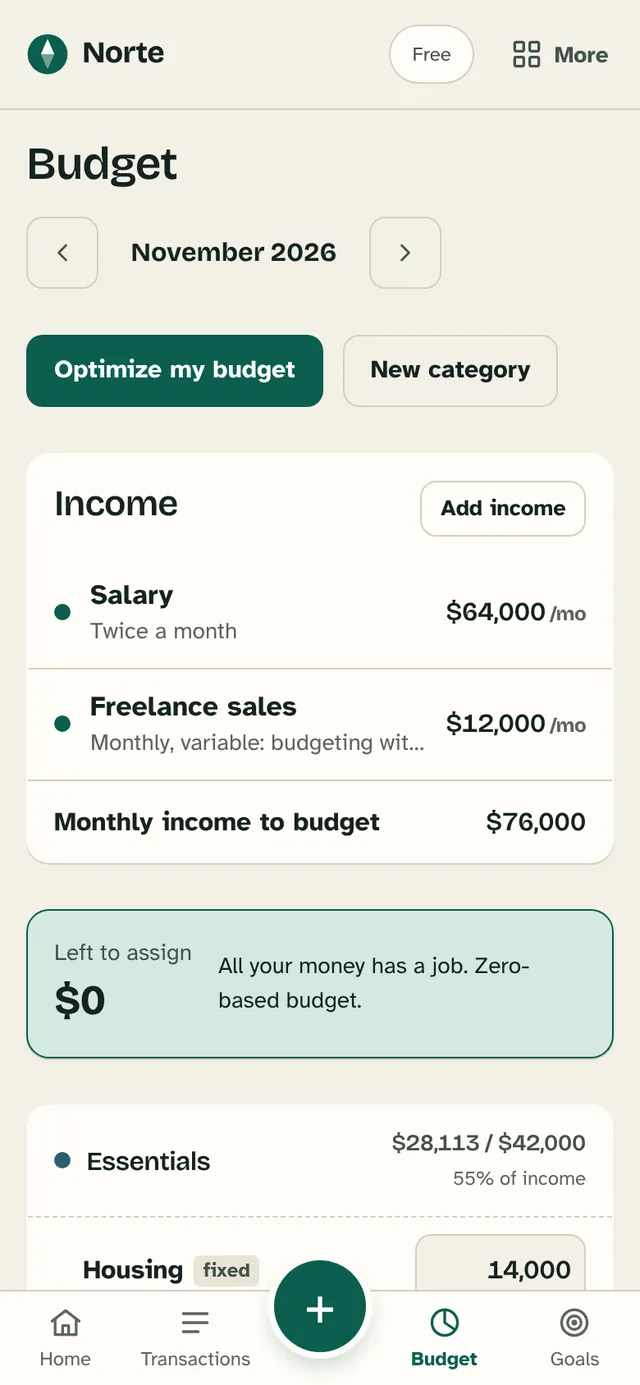 Norte
Free
More
Budget
November 2026
Optimize my budget
New category
Income
Add income
Salary
Twice a month
$64,000 /mo
Freelance sales
Monthly, variable: budgeting wit...
$12,000 /mo
Monthly income to budget
$76,000
Left to assign
$0
All your money has a job. Zero-
based budget.
Essentials
$28,113 / $42,000
55% of income
Housing
fixed
14,000
+
Home
Transactions
Budget
Goals